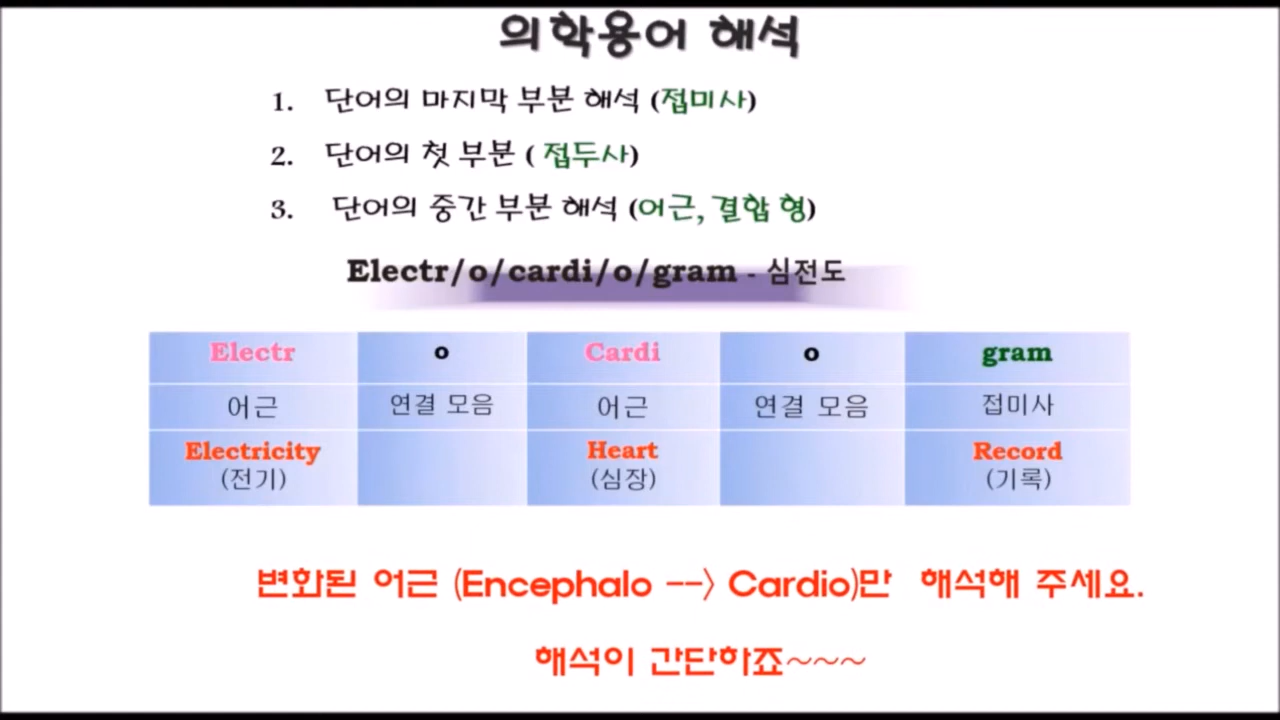 의학용어 해석
1. 단어의 마지막 부분 해석 (접미사)
2. 단어의 첫 부분 ( 접두사)
3. 단어의 중간 부분 해석 (어근, 결합 형)
Electr/o/cardi/o/gram - 심전도
Electr o Cardi o gram
어근 연결 모음 어근 연결 모음 접미사
Electricity Heart Record
(전기) (심장) (기록)
변화된 어근 (Encephalo --> Cardio)만 해석해 주세요.
해석이 간단하죠~~~